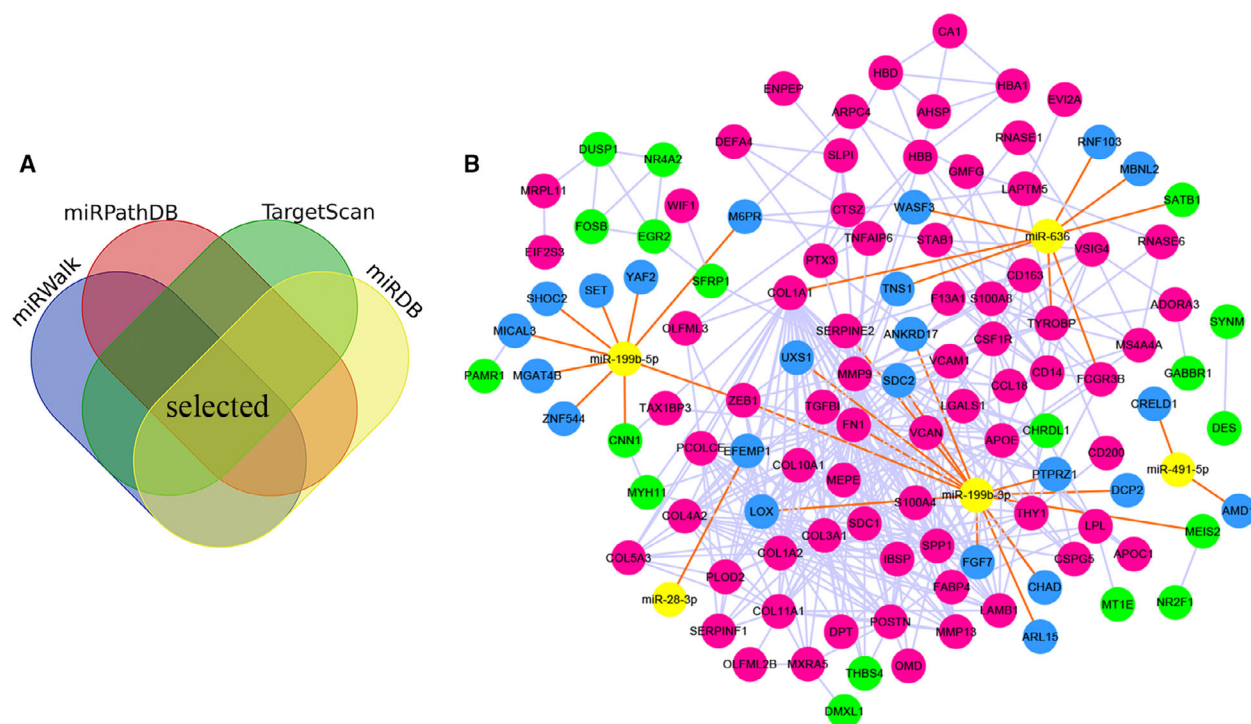 A
miRPathDB
TargetScan
miRWalk
miRDB
selected
B
CA1
HBD
HBA1
ENPEP
EVI2A
ARPC4
AHSP
RNASE1
RNF103
DEFA4
DUSP1
NR4A2
SLPI
HBB
GMFG
MBNL2
MRPL11
LAPTM5
SATB1
WIF1
M6PR
CTSZ
WASF3
FOSB
EGR2
TNFAIP6
STAB1
miR-636
VSIG4
RNASE6
EIF2S3
PTX3
SFRP1
CD163
YAF2
SET
COL1A1
TNS1
F13A1
S100A8
ADORA3
SHOC2
TYROBP
SYNM
MICAL3
OLFML3
SERPINE2
ANKRD17
CSF1R
MS4A4A
miR-199b-5p
UXS1
VCAM1
PAMR1
MGAT4B
MMP9
SDC2
CCL18
CD14
FCGR3B
GABBR1
ZNF544
TAX1BP3
ZEB1
TGFBI
LGALS1
CRELD1
FN1
VCAN
CHRDL1
DES
CNN1
PCOLCE
EFEMP1
APOE
CD200
COL10A1
PTPRZ1
miR-491-5p
MEPE
MYH11
miR-199b-3p
DCP2
LOX
S100A4
THY1
AMD1
COL4A2
SDC1
LPL
MEIS2
COL3A1
COL5A3
COL1A2
IBSP
SPP1
FGF7
CSPG5
APOC1
PLOD2
FABP4
CHAD
miR-28-3p
COL11A1
LAMB1
MT1E
NR2F1
SERPINF1
DPT
POSTN
MMP13
ARL15
OLFML2B
MXRA5
THBS4
OMD
DMXL1